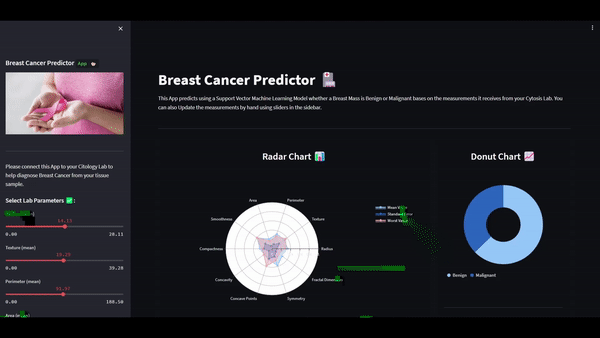 Breast Cancer Predictor App
Please connect this App to your Citology Lab to
help diagnose Breast Cancer from your tissue
sample.
Select Lab Parameters ✅:
14.13
0.00 28.11
Texture (mean)
19.29
0.00 39.28
Perimeter (mean)
91.97
0.00 188.50
Breast Cancer Predictor
This App predicts using a Support Vector Machine Learning Model whether a Breast Mass is Benign or Malignant bases on the measurements it receives from your Cytosis Lab. You
can also Update the measurements by hand using sliders in the sidebar.
Radar Chart
Area
Perimeter
Smoothness
Texture
Compactness
Radius
Concavity
Fractal Dimension
Concave Points
Symmetry
Mean Value
Standard Error
Worst Value
Donut Chart
Benign
Malignant